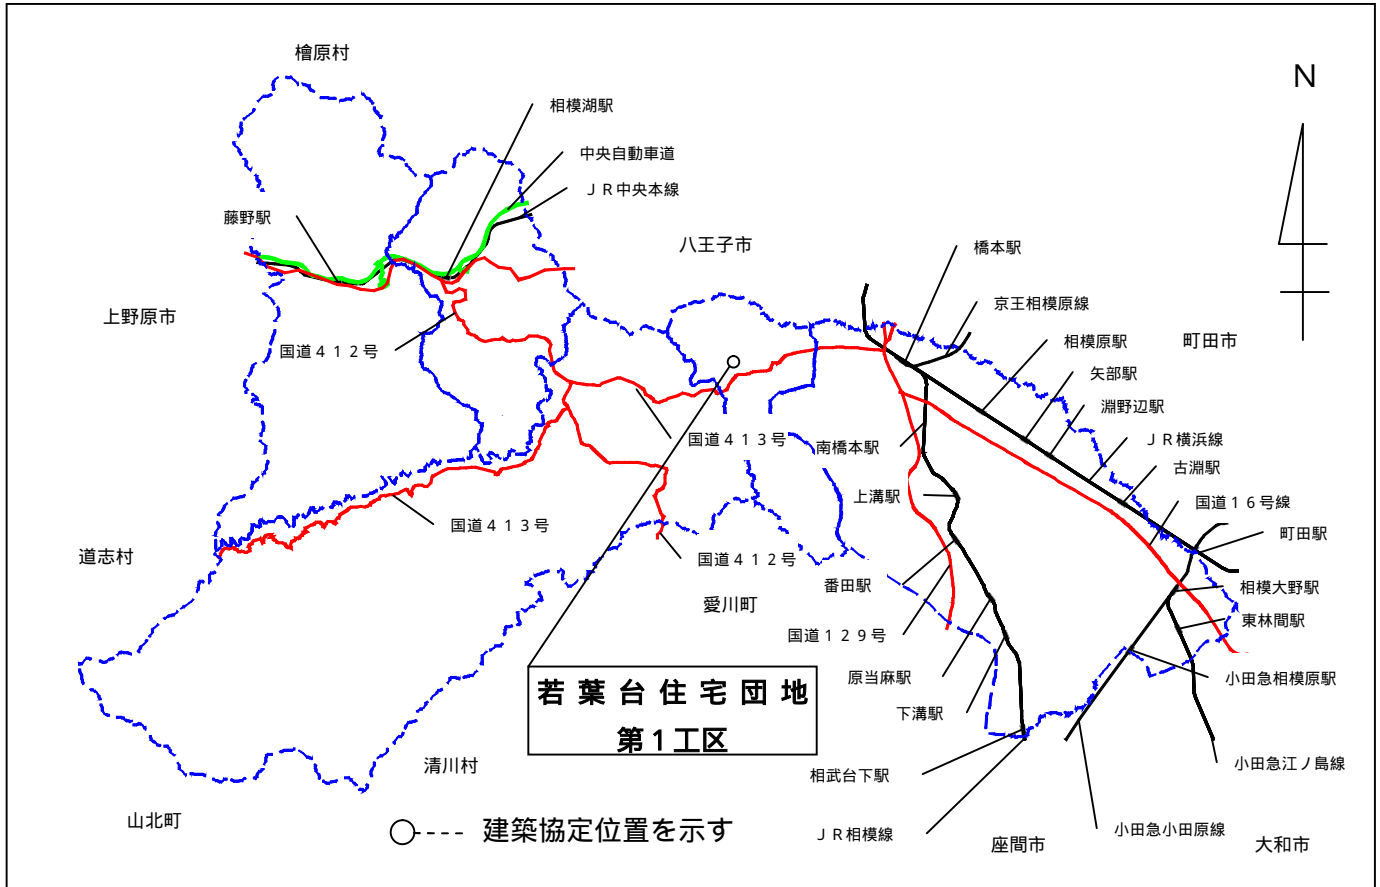 檜原村
N
相模湖駅
中央自動車道
ＪＲ中央本線
藤野駅
八王子市
橋本駅
京王相模原線
上野原市
相模原駅
町田市
国道４１２号
矢部駅
淵野辺駅
国道４１３号
南橋本駅
ＪＲ横浜線
古淵駅
上溝駅
国道１６号線
国道４１３号
町田駅
道志村
国道４１２号
番田駅
相模大野駅
愛川町
東林間駅
国道１２９号
原当麻駅
小田急相模原駅
若葉台住宅団地
第１工区
下溝駅
清川村
相武台下駅
小田急江ノ島線
山北町
建築協定位置を示す
ＪＲ相模線
小田急小田原線
座間市
大和市